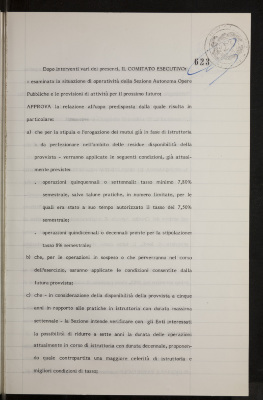 623
Dopo interventi vari dei presenti, IL COMITATO ESECUTIVO:
- esaminata la situazione di operatività della Sezione Autonoma Opere
Pubbliche e le previsioni di attività per il prossimo futuro;
APPROVA la relazione all'uopo predisposta dalla quale risulta in
particolare:
a) che per la stipula e l'erogazione dei mutui già in fase di istruttoria
- da perfezionare nell'ambito delle residue disponibilità della
provvista - verranno applicate le seguenti condizioni, già attual-
mente previste:
. operazioni quinquennali o settennali: tasso minimo 7,80%
semestrale, salvo talune pratiche, in numero limitato, per le
quali era stato a suo tempo autorizzato il tasso del 7,50%
semestrale;
. operazioni quindicennali o decennali pronte per la stipulazione:
tasso 8% semestrale;
b) che, per le operazioni in sospeso o che perverranno nel corso
dell'esercizio, saranno applicate le condizioni consentite dalla
futura provvista;
c) che - in considerazione della disponibilità della provvista a cinque
anni in rapporto alle pratiche in istruttoria con durata massima
settennale - la Sezione intende verificare con gli Enti interessati
la possibilità di ridurre a sette anni la durata delle operazioni
attualmente in corso di istruttoria con durata decennale, proponen-
do quale contropartita una maggiore celerità di istruttoria e
migliori condizioni di tasso;